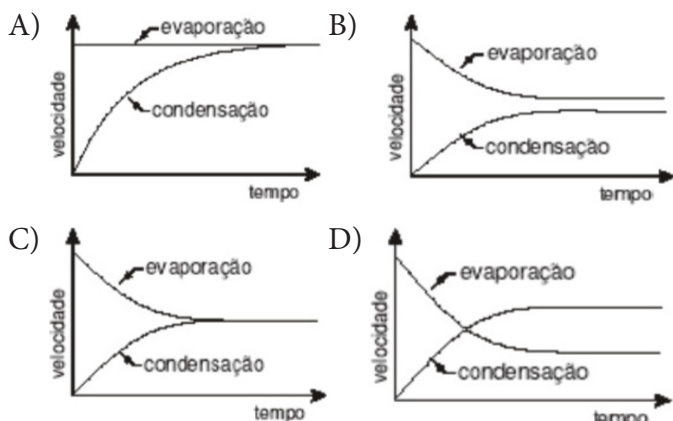 A)
evaporação
condensação
velocidade
tempo
B)
evaporação
condensação
velocidade
tempo
C)
evaporação
condensação
velocidade
tempo
D)
evaporação
condensação
velocidade
tempo